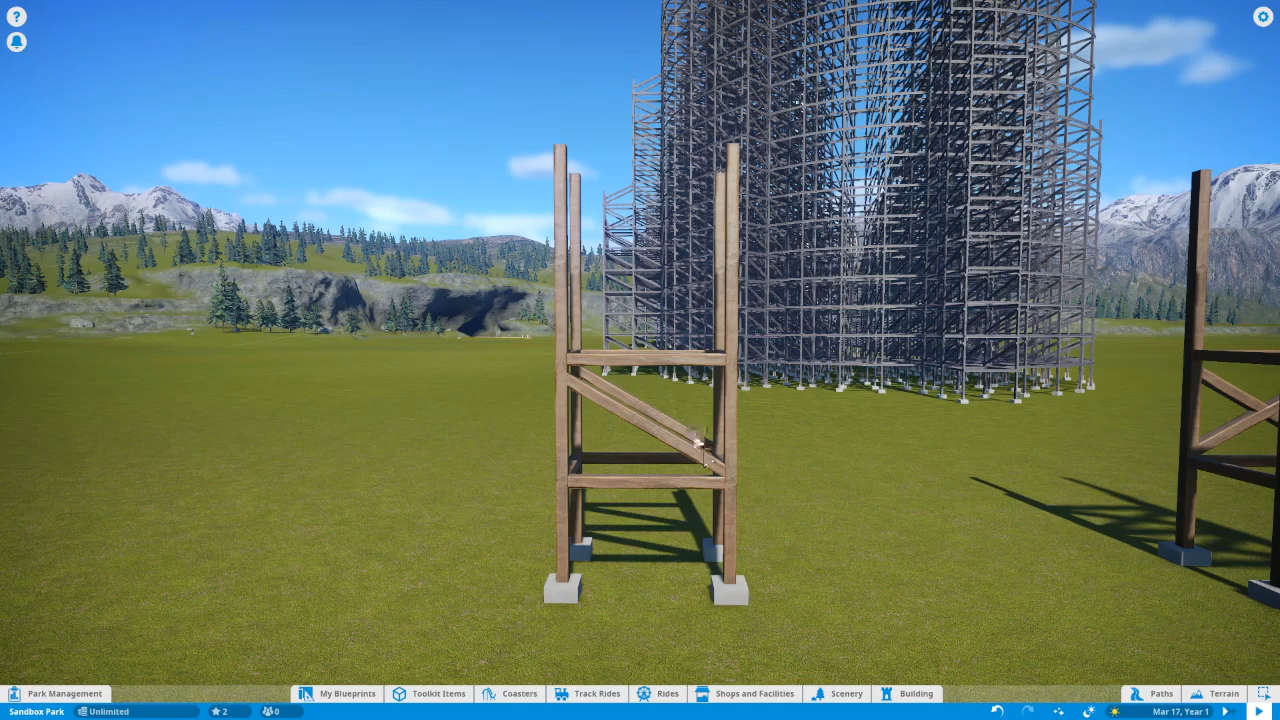 ?
Park Management
My Blueprints
Toolkit Items
Coasters
Track Rides
Rides
Shops and Facilities
Scenery
Building
Paths
Terrain
Sandbox Park
Unlimited
2
0
Mar 17, Year 1